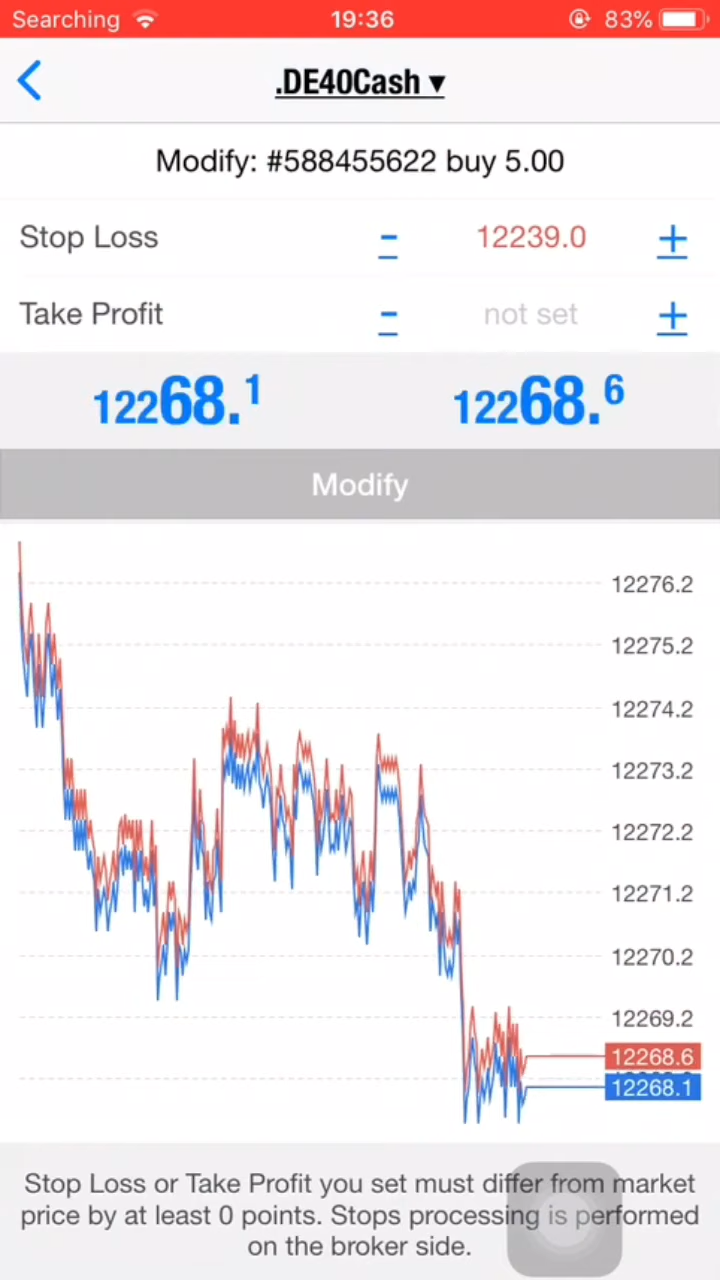 Searching 19:36 83%
.DE40Cash ▾
Modify: #588455622 buy 5.00
Stop Loss - 12239.0 +
Take Profit - not set +
12268.1 12268.6
Modify
12276.2
12275.2
12274.2
12273.2
12272.2
12271.2
12270.2
12269.2
12268.6
12268.1
Stop Loss or Take Profit you set must differ from market
price by at least 0 points. Stops processing is performed
on the broker side.